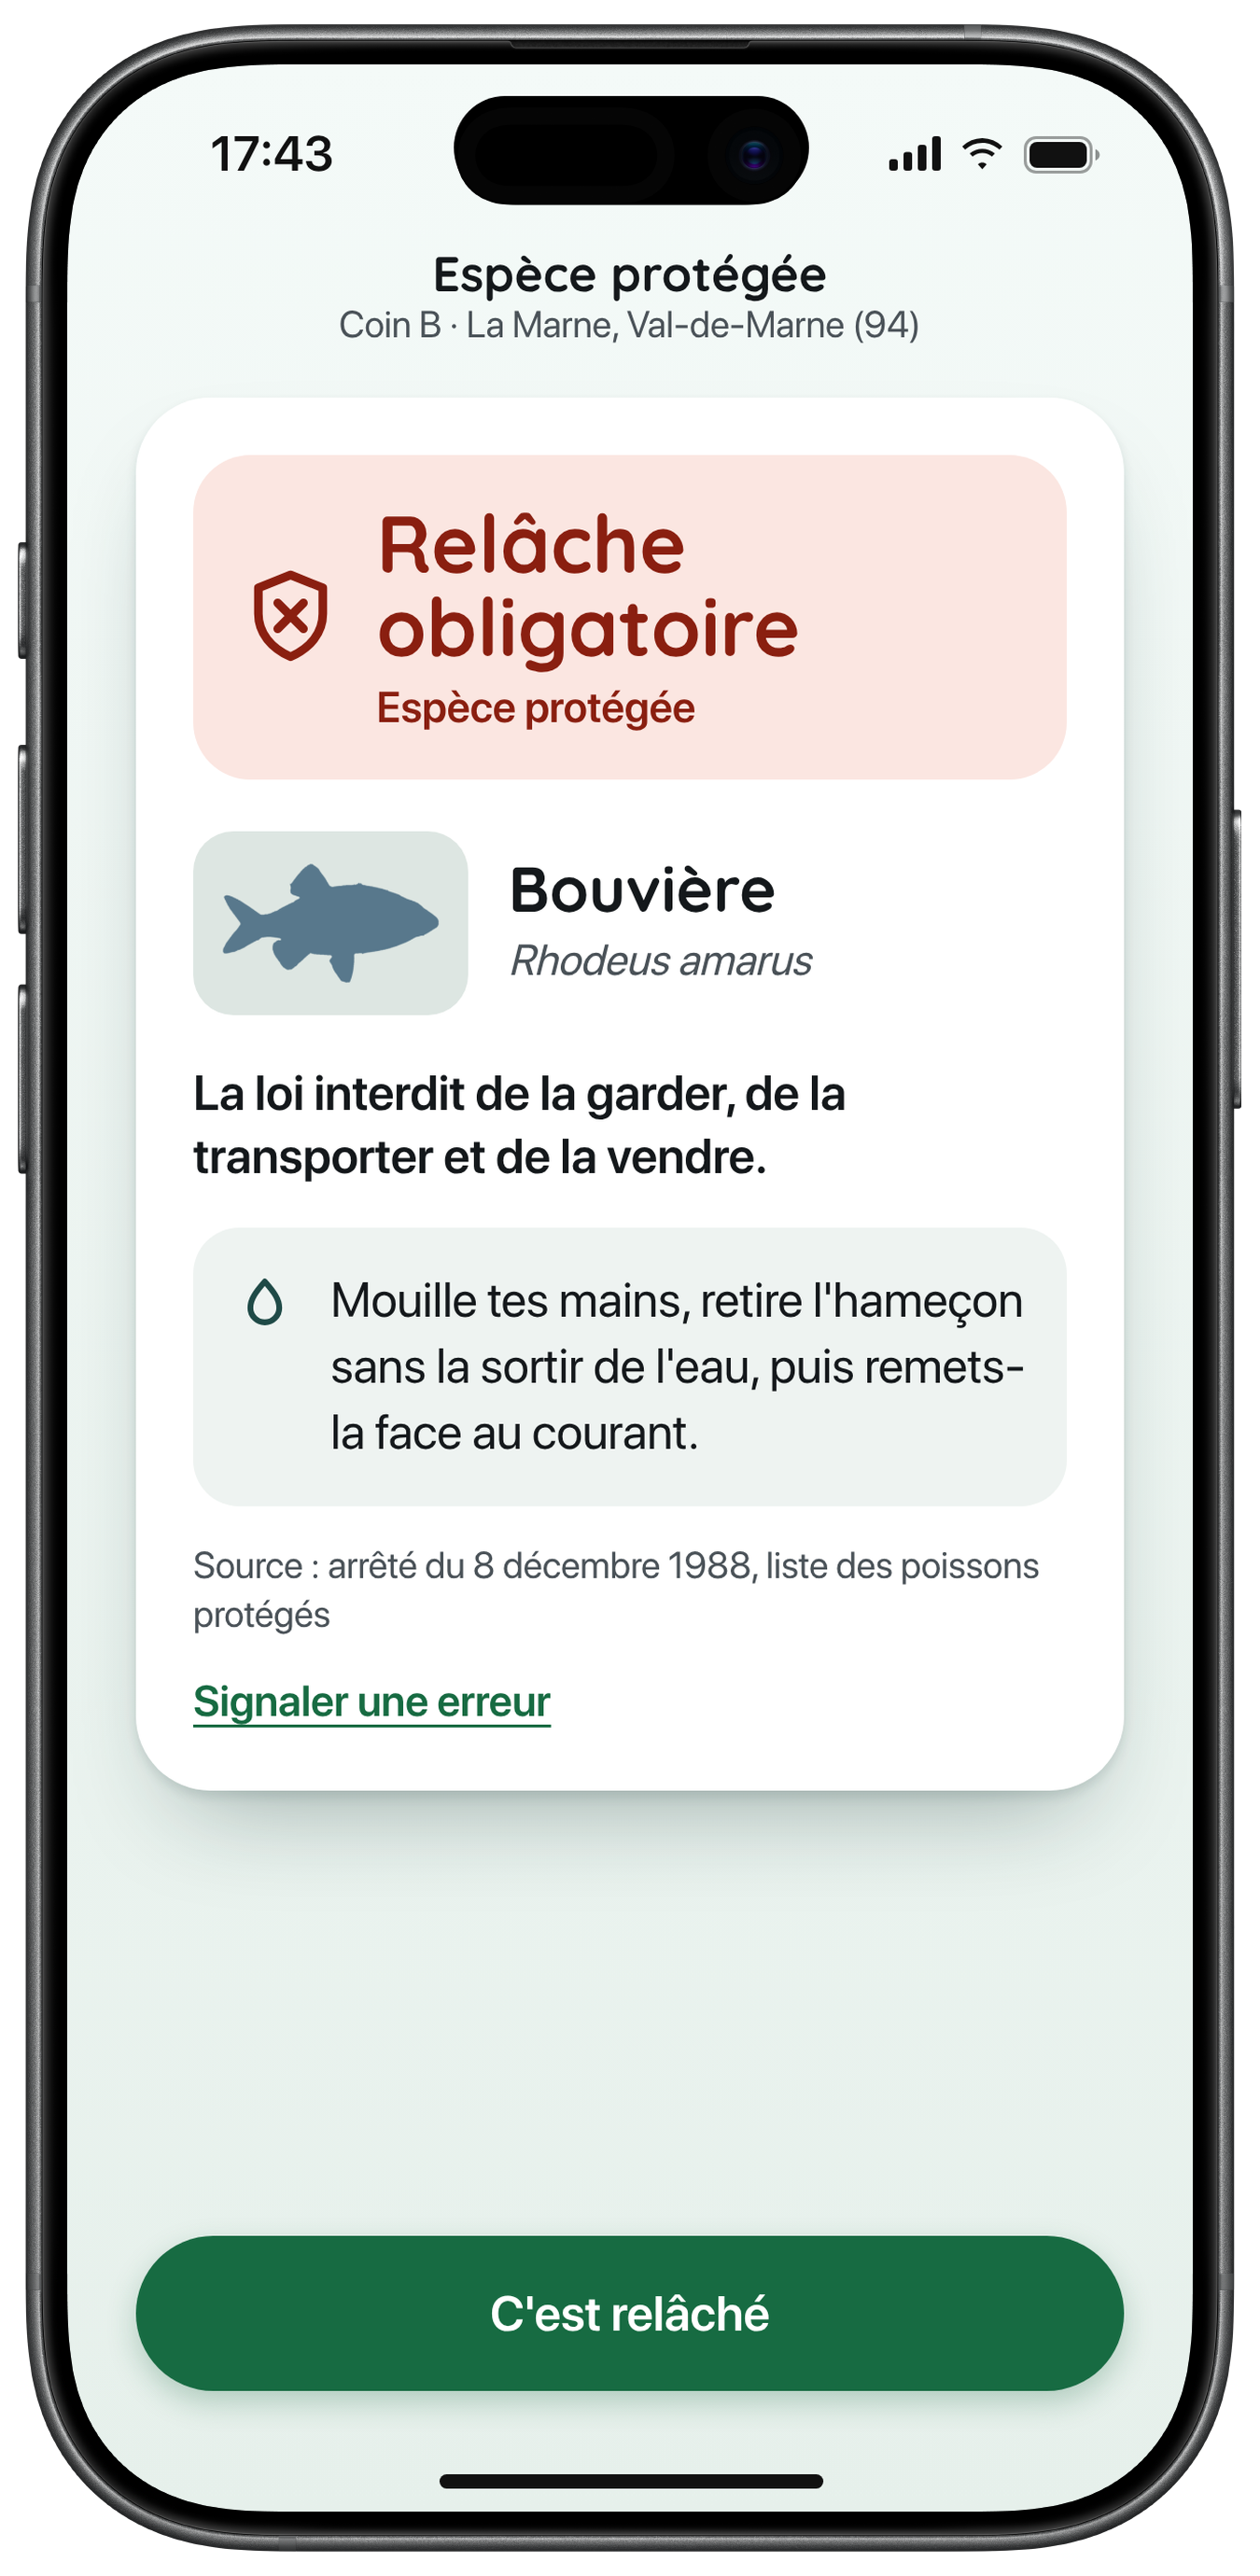 17:43
Espèce protégée
Coin B · La Marne, Val-de-Marne (94)
Relâche
obligatoire
Espèce protégée
Bouvière
Rhodeus amarus
La loi interdit de la garder, de la
transporter et de la vendre.
Mouille tes mains, retire l'hameçon
sans la sortir de l'eau, puis remets-
la face au courant.
Source : arrêté du 8 décembre 1988, liste des poissons
protégés
Signaler une erreur
C'est relâché